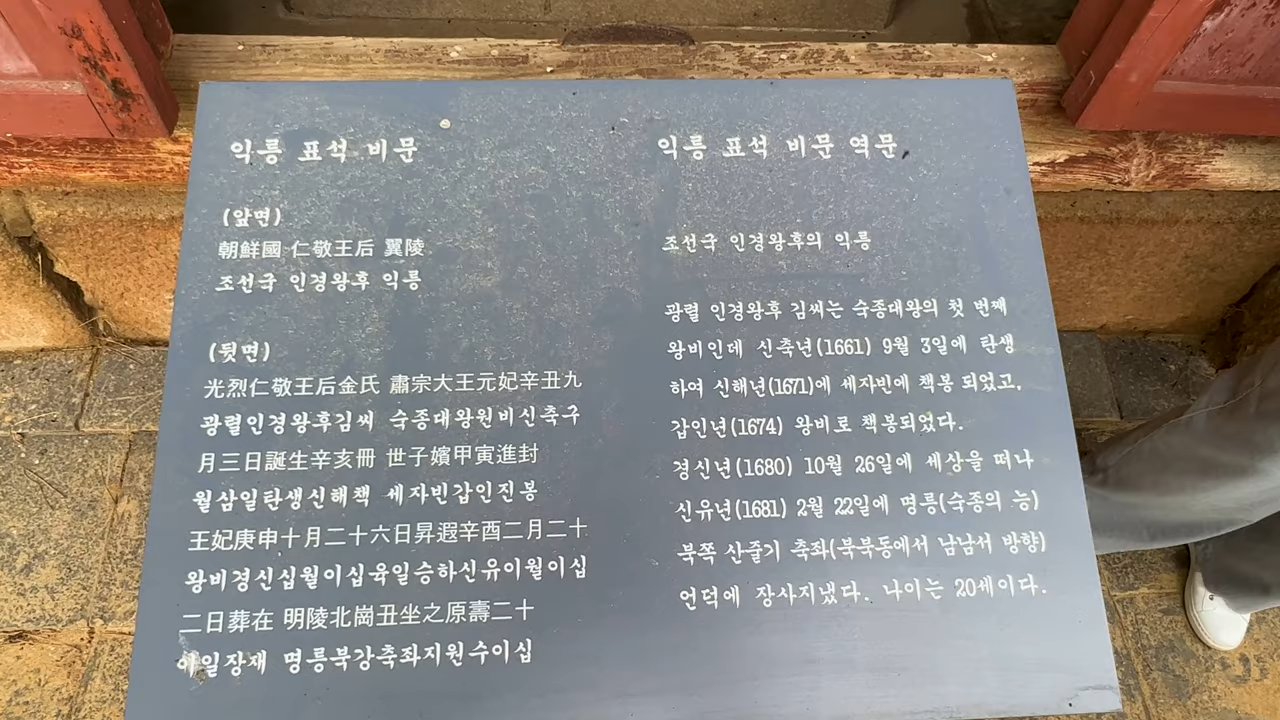 악릉 표석 비문
(앞면)
朝鮮國 仁敬王后 翼陵
조선국 인경왕후 익릉
(뒷면)
光烈仁敬王后金氏 肅宗大王元妃辛丑九
광렬인경왕후김씨 숙종대왕원비신축구
月三日誕生辛亥冊 世子嬪甲寅進封
월삼일탄생신해책 세자빈갑인진봉
王妃庚申十月二十六日昇遐辛酉二月二十
왕비경신십월이십육일승하신유이월이십
二日葬在 明陵北崗丑坐之原壽二十
이일장재 명릉북강축좌지원수이십
익릉 표석 비문 역문
조선국 인경왕후의 익릉
광렬 인경왕후 김씨는 숙종대왕의 첫 번째
왕비인데 신축년(1661) 9월 3일에 탄생
하여 신해년(1671)에 세자빈에 책봉 되었고,
갑인년(1674) 왕비로 책봉되었다.
경신년(1680) 10월 26일에 세상을 떠나
신유년(1681) 2월 22일에 명릉(숙종의 능)
북쪽 산줄기 축좌(북북동에서 남남서 방향)
언덕에 장사지냈다. 나이는 20세이다.